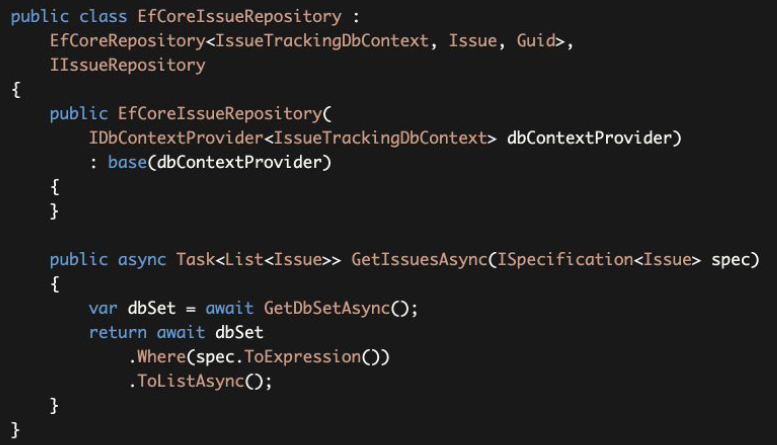 public class EfCoreIssueRepository :
    EfCoreRepository<IssueTrackingDbContext, Issue, Guid>,
    IIssueRepository
{
    public EfCoreIssueRepository(
        IDbContextProvider<IssueTrackingDbContext> dbContextProvider)
        : base(dbContextProvider)
    {
    }

    public async Task<List<Issue>> GetIssuesAsync(ISpecification<Issue> spec)
    {
        var dbSet = await GetDbSetAsync();
        return await dbSet
            .Where(spec.ToExpression())
            .ToListAsync();
    }
}